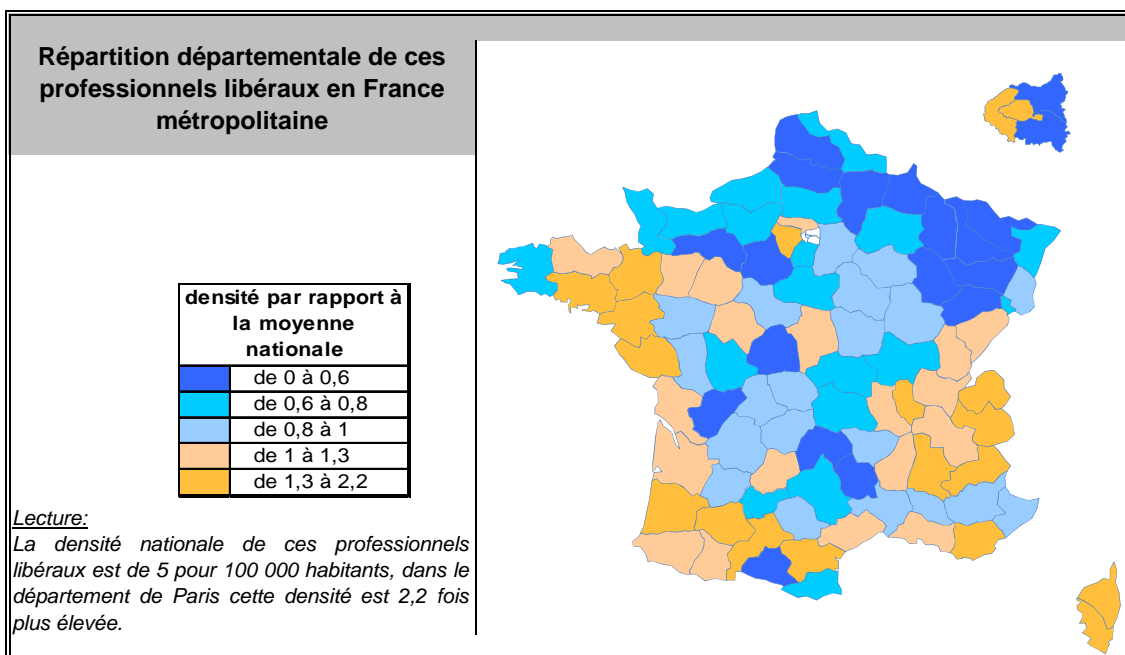 Répartition départementale de ces
professionnels libéraux en France
métropolitaine
densité par rapport à
la moyenne
nationale
de 0 à 0,6
de 0,6 à 0,8
de 0,8 à 1
de 1 à 1,3
de 1,3 à 2,2
Lecture:
La densité nationale de ces professionnels
libéraux est de 5 pour 100 000 habitants, dans le
département de Paris cette densité est 2,2 fois
plus élevée.